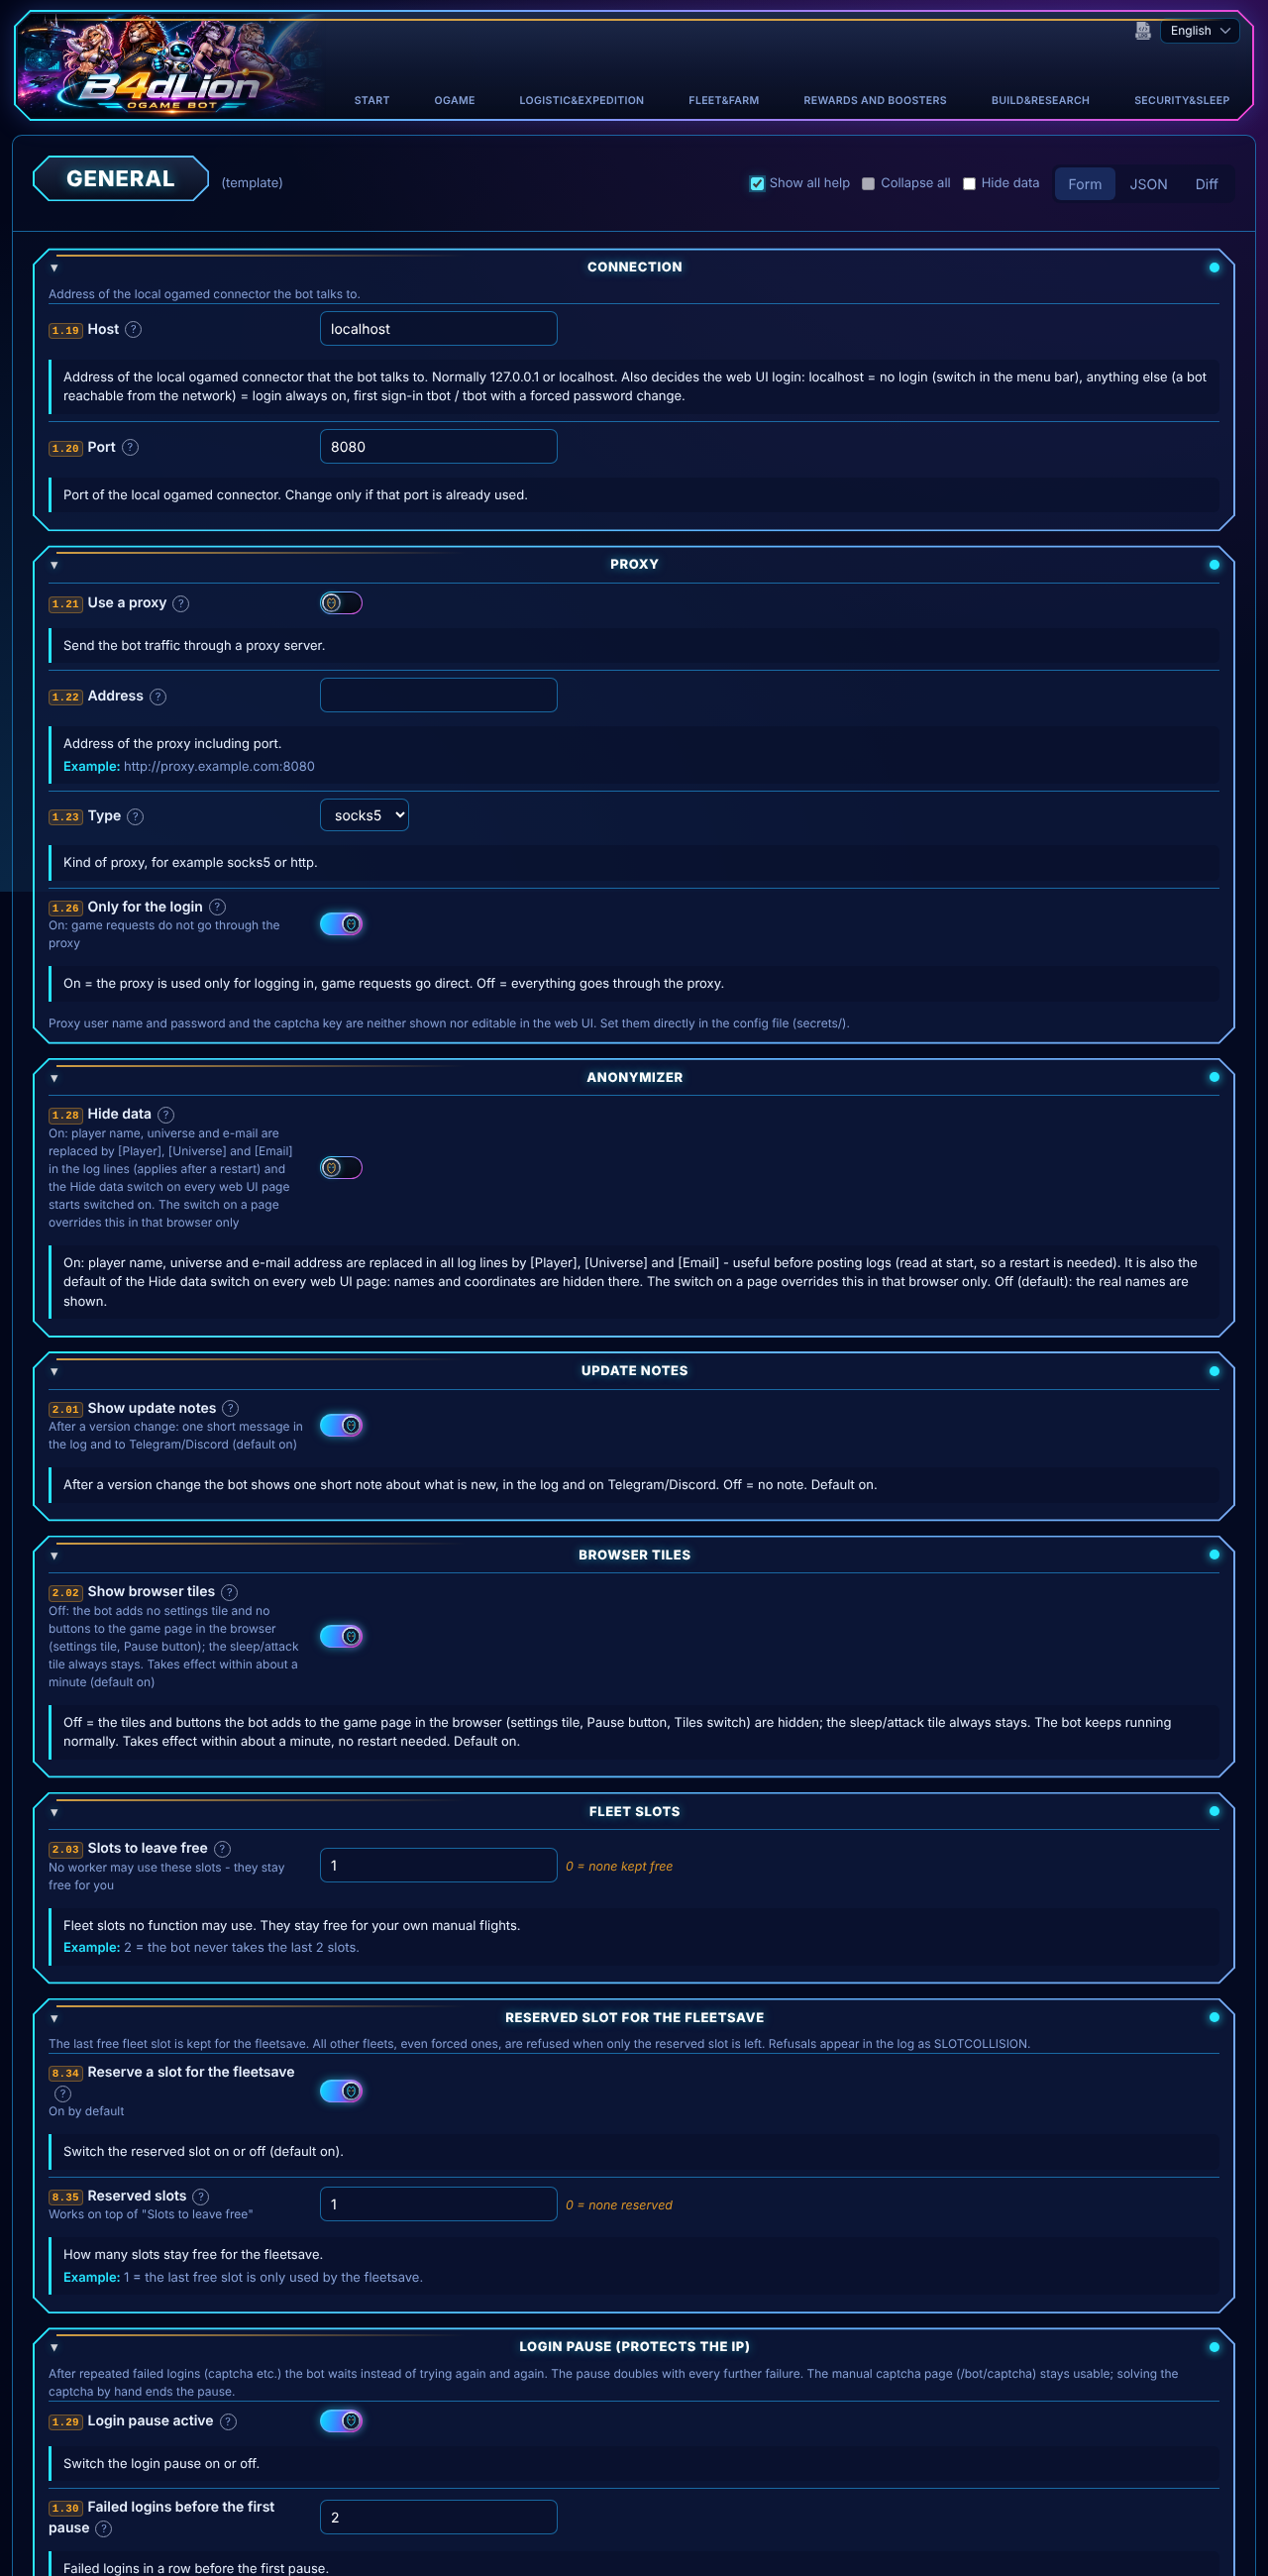 B4dLion
OGAME BOT
English
START
OGAME
LOGISTIC&EXPEDITION
FLEET&FARM
REWARDS AND BOOSTERS
BUILD&RESEARCH
SECURITY&SLEEP
GENERAL
(template)
Show all help
Collapse all
Hide data
Form
JSON
Diff
▼ CONNECTION
Address of the local ogamed connector the bot talks to.
1.19 Host ?
localhost
Address of the local ogamed connector that the bot talks to. Normally 127.0.0.1 or localhost. Also decides the web UI login: localhost = no login (switch in the menu bar), anything else (a bot
reachable from the network) = login always on, first sign-in tbot / tbot with a forced password change.
1.20 Port ?
8080
Port of the local ogamed connector. Change only if that port is already used.
▼ PROXY
1.21 Use a proxy ?
Send the bot traffic through a proxy server.
1.22 Address ?
Address of the proxy including port.
Example: http://proxy.example.com:8080
1.23 Type ?
socks5
Kind of proxy, for example socks5 or http.
1.26 Only for the login ?
On: game requests do not go through the
proxy
On = the proxy is used only for logging in, game requests go direct. Off = everything goes through the proxy.
Proxy user name and password and the captcha key are neither shown nor editable in the web UI. Set them directly in the config file (secrets/).
▼ ANONYMIZER
1.28 Hide data ?
On: player name, universe and e-mail are
replaced by [Player], [Universe] and [Email]
in the log lines (applies after a restart) and
the Hide data switch on every web UI page
starts switched on. The switch on a page
overrides this in that browser only
On: player name, universe and e-mail address are replaced in all log lines by [Player], [Universe] and [Email] - useful before posting logs (read at start, so a restart is needed). It is also the
default of the Hide data switch on every web UI page: names and coordinates are hidden there. The switch on a page overrides this in that browser only. Off (default): the real names are
shown.
▼ UPDATE NOTES
2.01 Show update notes ?
After a version change: one short message in
the log and to Telegram/Discord (default on)
After a version change the bot shows one short note about what is new, in the log and on Telegram/Discord. Off = no note. Default on.
▼ BROWSER TILES
2.02 Show browser tiles ?
Off: the bot adds no settings tile and no
buttons to the game page in the browser
(settings tile, Pause button); the sleep/attack
tile always stays. Takes effect within about a
minute (default on)
Off = the tiles and buttons the bot adds to the game page in the browser (settings tile, Pause button, Tiles switch) are hidden; the sleep/attack tile always stays. The bot keeps running
normally. Takes effect within about a minute, no restart needed. Default on.
▼ FLEET SLOTS
2.03 Slots to leave free ?
No worker may use these slots - they stay
free for you
1
0 = none kept free
Fleet slots no function may use. They stay free for your own manual flights.
Example: 2 = the bot never takes the last 2 slots.
▼ RESERVED SLOT FOR THE FLEETSAVE
The last free fleet slot is kept for the fleetsave. All other fleets, even forced ones, are refused when only the reserved slot is left. Refusals appear in the log as SLOTCOLLISION.
8.34 Reserve a slot for the fleetsave
?
On by default
Switch the reserved slot on or off (default on).
8.35 Reserved slots ?
Works on top of "Slots to leave free"
1
0 = none reserved
How many slots stay free for the fleetsave.
Example: 1 = the last free slot is only used by the fleetsave.
▼ LOGIN PAUSE (PROTECTS THE IP)
After repeated failed logins (captcha etc.) the bot waits instead of trying again and again. The pause doubles with every further failure. The manual captcha page (/bot/captcha) stays usable; solving the
captcha by hand ends the pause.
1.29 Login pause active ?
Switch the login pause on or off.
1.30 Failed logins before the first
pause ?
2
Failed logins in a row before the first pause.